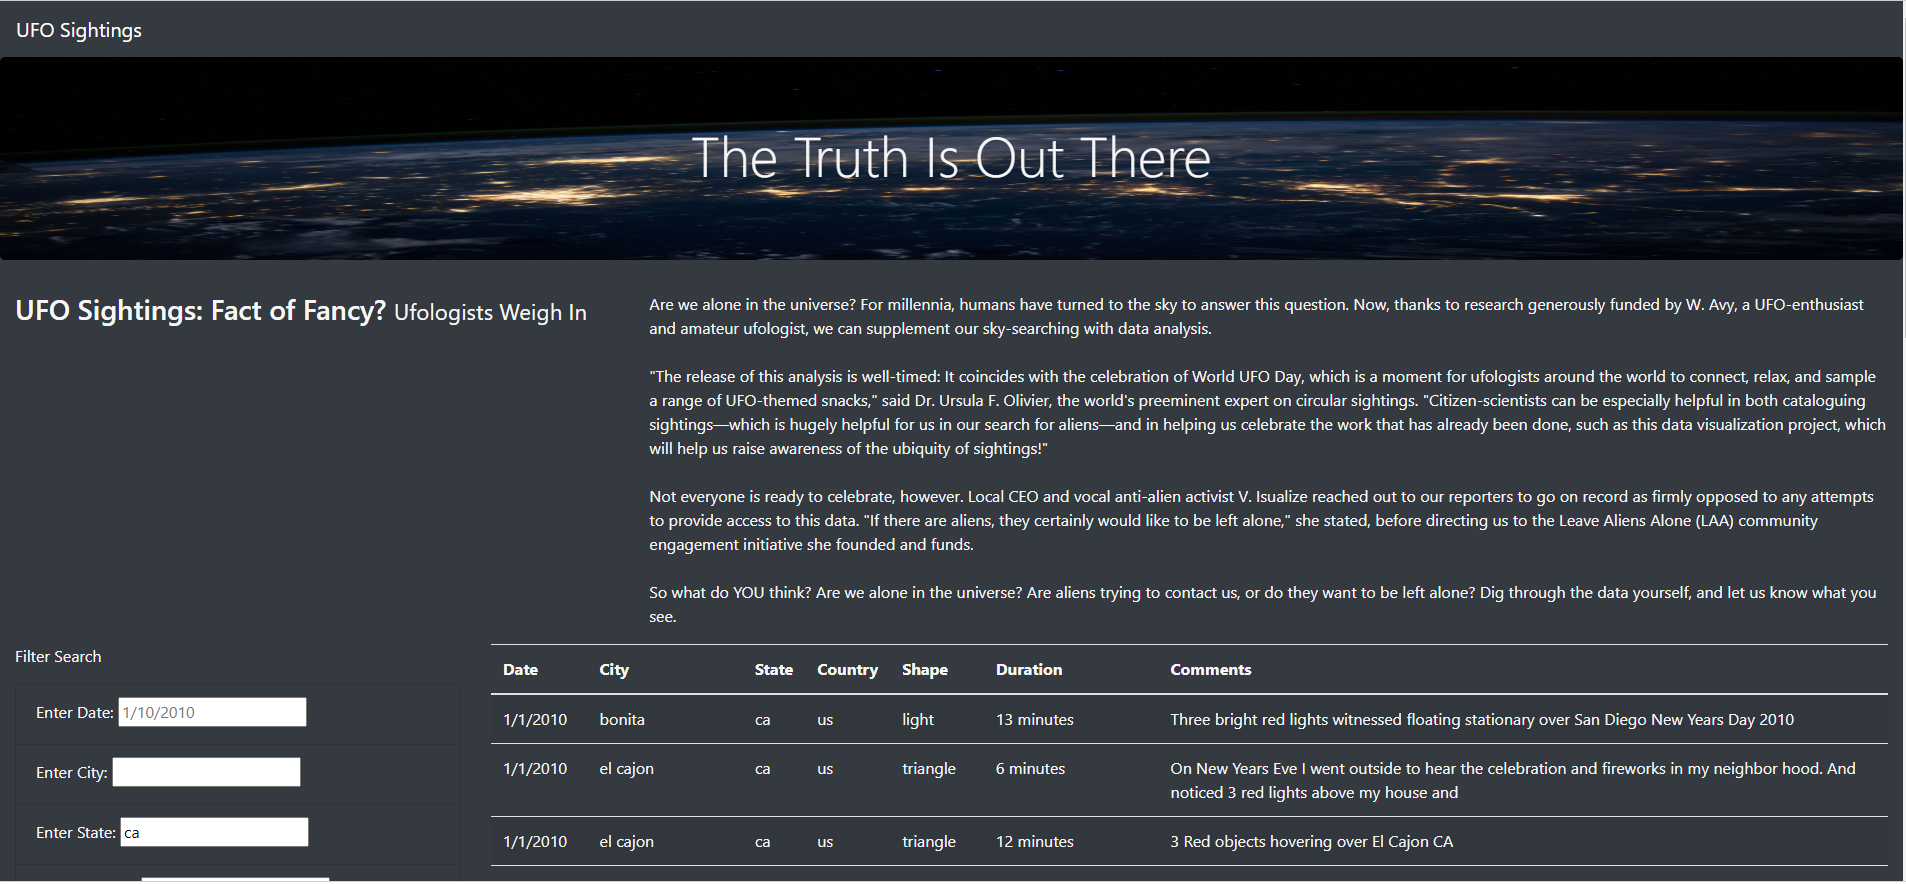 UFO Sightings
The Truth Is Out There
UFO Sightings: Fact of Fancy? Ufologists Weigh In
Are we alone in the universe? For millennia, humans have turned to the sky to answer this question. Now, thanks to research generously funded by W. Avy, a UFO-enthusiast
and amateur ufologist, we can supplement our sky-searching with data analysis.
"The release of this analysis is well-timed: It coincides with the celebration of World UFO Day, which is a moment for ufologists around the world to connect, relax, and sample
a range of UFO-themed snacks," said Dr. Ursula F. Olivier, the world's preeminent expert on circular sightings. "Citizen-scientists can be especially helpful in both cataloguing
sightings—which is hugely helpful for us in our search for aliens—and in helping us celebrate the work that has already been done, such as this data visualization project, which
will help us raise awareness of the ubiquity of sightings!"
Not everyone is ready to celebrate, however. Local CEO and vocal anti-alien activist V. Isualize reached out to our reporters to go on record as firmly opposed to any attempts
to provide access to this data. "If there are aliens, they certainly would like to be left alone," she stated, before directing us to the Leave Aliens Alone (LAA) community
engagement initiative she founded and funds.
So what do YOU think? Are we alone in the universe? Are aliens trying to contact us, or do they want to be left alone? Dig through the data yourself, and let us know what you
see.
Filter Search
Enter Date: 1/10/2010
Enter City:
Enter State: ca
Date City State Country Shape Duration Comments
1/1/2010 bonita ca us light 13 minutes Three bright red lights witnessed floating stationary over San Diego New Years Day 2010
1/1/2010 el cajon ca us triangle 6 minutes On New Years Eve I went outside to hear the celebration and fireworks in my neighbor hood. And
noticed 3 red lights above my house and
1/1/2010 el cajon ca us triangle 12 minutes 3 Red objects hovering over El Cajon CA